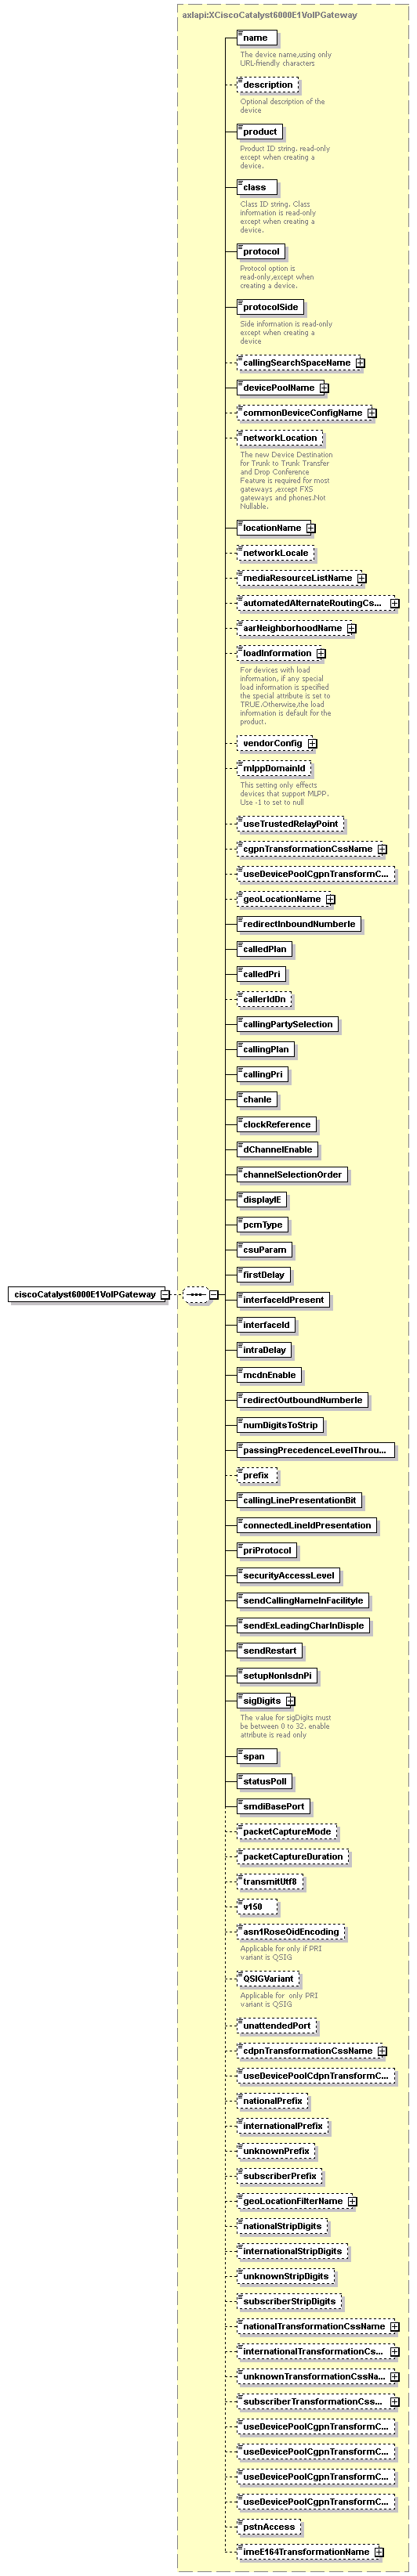 axlapi:XCiscoCatalyst6000E1VoIPGateway
name
The device name,using only
URL-friendly characters
description
Optional description of the
device
product
Product ID string. read-only
except when creating a
device.
class
Class ID string. Class
information is read-only
except when creating a
device.
protocol
Protocol option is
read-only,except when
creating a device.
protocolSide
Side information is read-only
except when creating a
device
callingSearchSpaceName
devicePoolName
commonDeviceConfigName
networkLocation
The new Device Destination
for Trunk to Trunk Transfer
and Drop Conference
Feature is required for most
gateways ,except FXS
gateways and phones.Not
Nullable.
locationName
networkLocale
mediaResourceListName
automatedAlternateRoutingCs...
aarNeighborhoodName
loadInformation
For devices with load
information, if any special
load information is specified
the special attribute is set to
TRUE.Otherwise,the load
information is default for the
product.
vendorConfig
mlppDomainId
This setting only effects
devices that support MLPP.
Use -1 to set to null
useTrustedRelayPoint
cgpnTransformationCssName
useDevicePoolCgpnTransformC...
geoLocationName
redirectInboundNumberIe
calledPlan
calledPri
callerIdDn
callingPartySelection
callingPlan
callingPri
chanIe
clockReference
dChannelEnable
channelSelectionOrder
displayIE
pcmType
csuParam
firstDelay
ciscoCatalyst6000E1VoIPGateway
interfaceIdPresent
interfaceId
intraDelay
mcdnEnable
redirectOutboundNumberIe
numDigitsToStrip
passingPrecedenceLevelThrou...
prefix
callingLinePresentationBit
connectedLineIdPresentation
priProtocol
securityAccessLevel
sendCallingNameInFacilityIe
sendExLeadingCharInDispIe
sendRestart
setupNonIsdnPi
sigDigits
The value for sigDigits must
be between 0 to 32. enable
attribute is read only
span
statusPoll
smdiBasePort
packetCaptureMode
packetCaptureDuration
transmitUtf8
v150
asn1RoseOidEncoding
Applicable for only if PRI
variant is QSIG
QSIGVariant
Applicable for only PRI
variant is QSIG
unattendedPort
cdpnTransformationCssName
useDevicePoolCdpnTransformC...
nationalPrefix
internationalPrefix
unknownPrefix
subscriberPrefix
geoLocationFilterName
nationalStripDigits
internationalStripDigits
unknownStripDigits
subscriberStripDigits
nationalTransformationCssName
internationalTransformationCs...
unknownTransformationCssNa...
subscriberTransformationCss...
useDevicePoolCgpnTransformC...
useDevicePoolCgpnTransformC...
useDevicePoolCgpnTransformC...
useDevicePoolCgpnTransformC...
pstnAccess
imeE164TransformationName